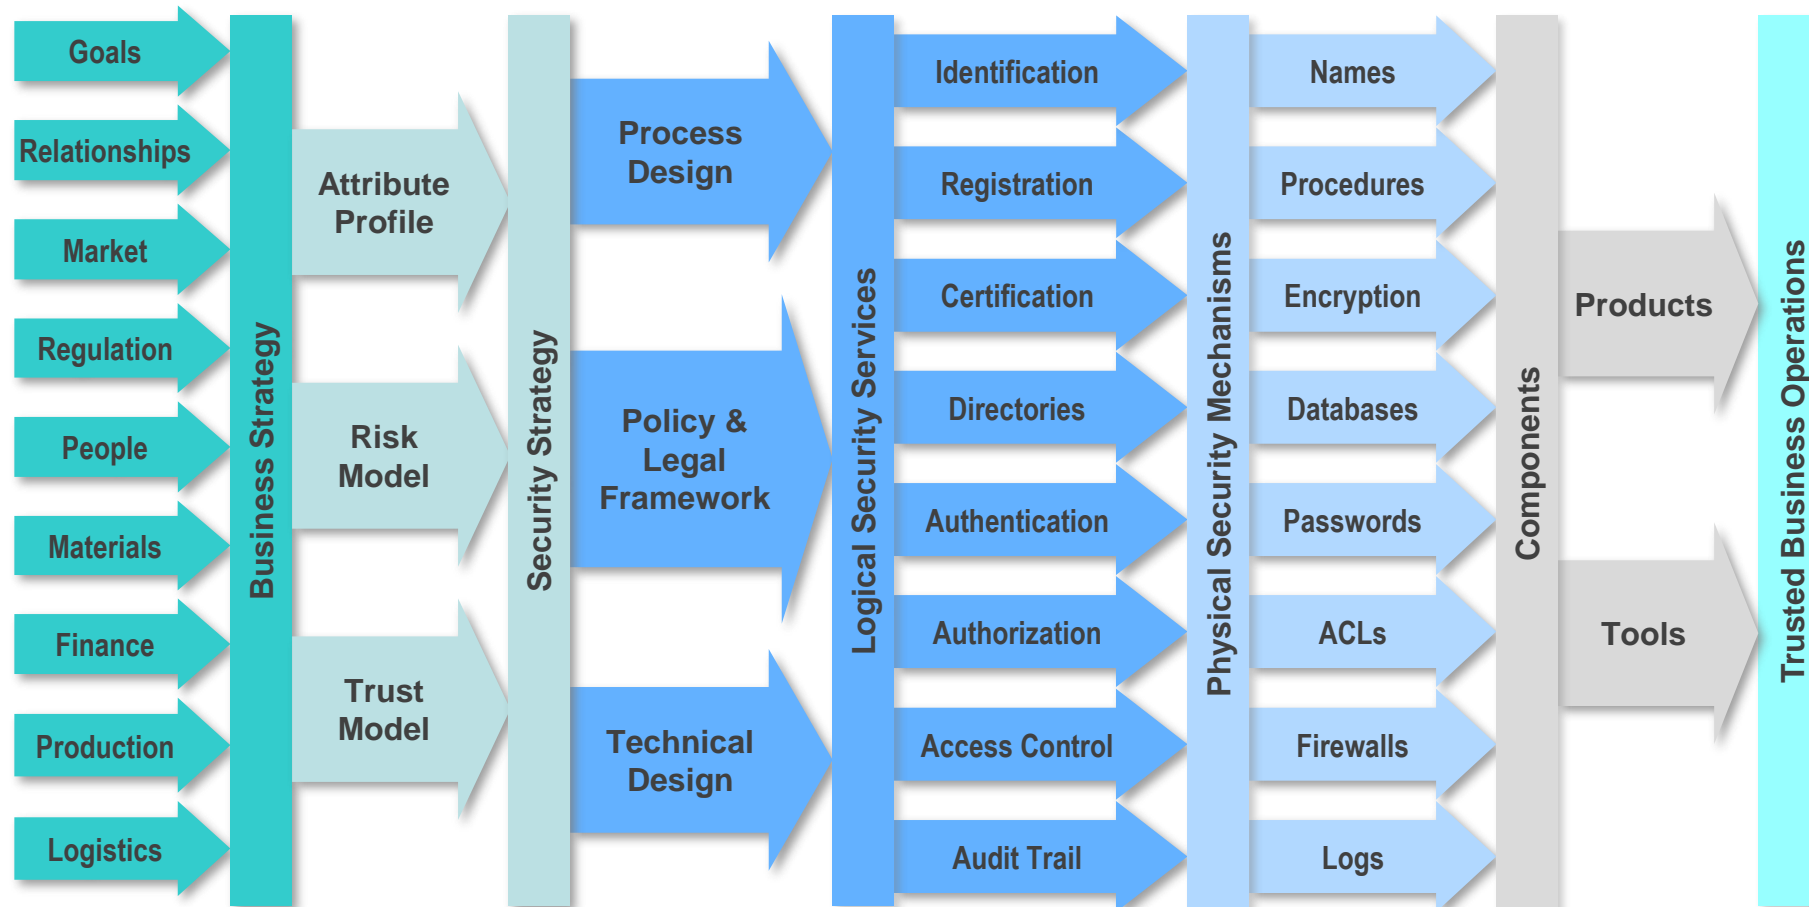 Goals
Relationships
Market
Regulation
People
Materials
Finance
Production
Logistics
Business Strategy
Attribute
Profile
Risk
Model
Trust
Model
Security Strategy
Process
Design
Policy &
Legal
Framework
Technical
Design
Logical Security Services
Identification
Registration
Certification
Directories
Authentication
Authorization
Access Control
Audit Trail
Physical Security Mechanisms
Names
Procedures
Encryption
Databases
Passwords
ACLs
Firewalls
Logs
Components
Products
Tools
Trusted Business Operations